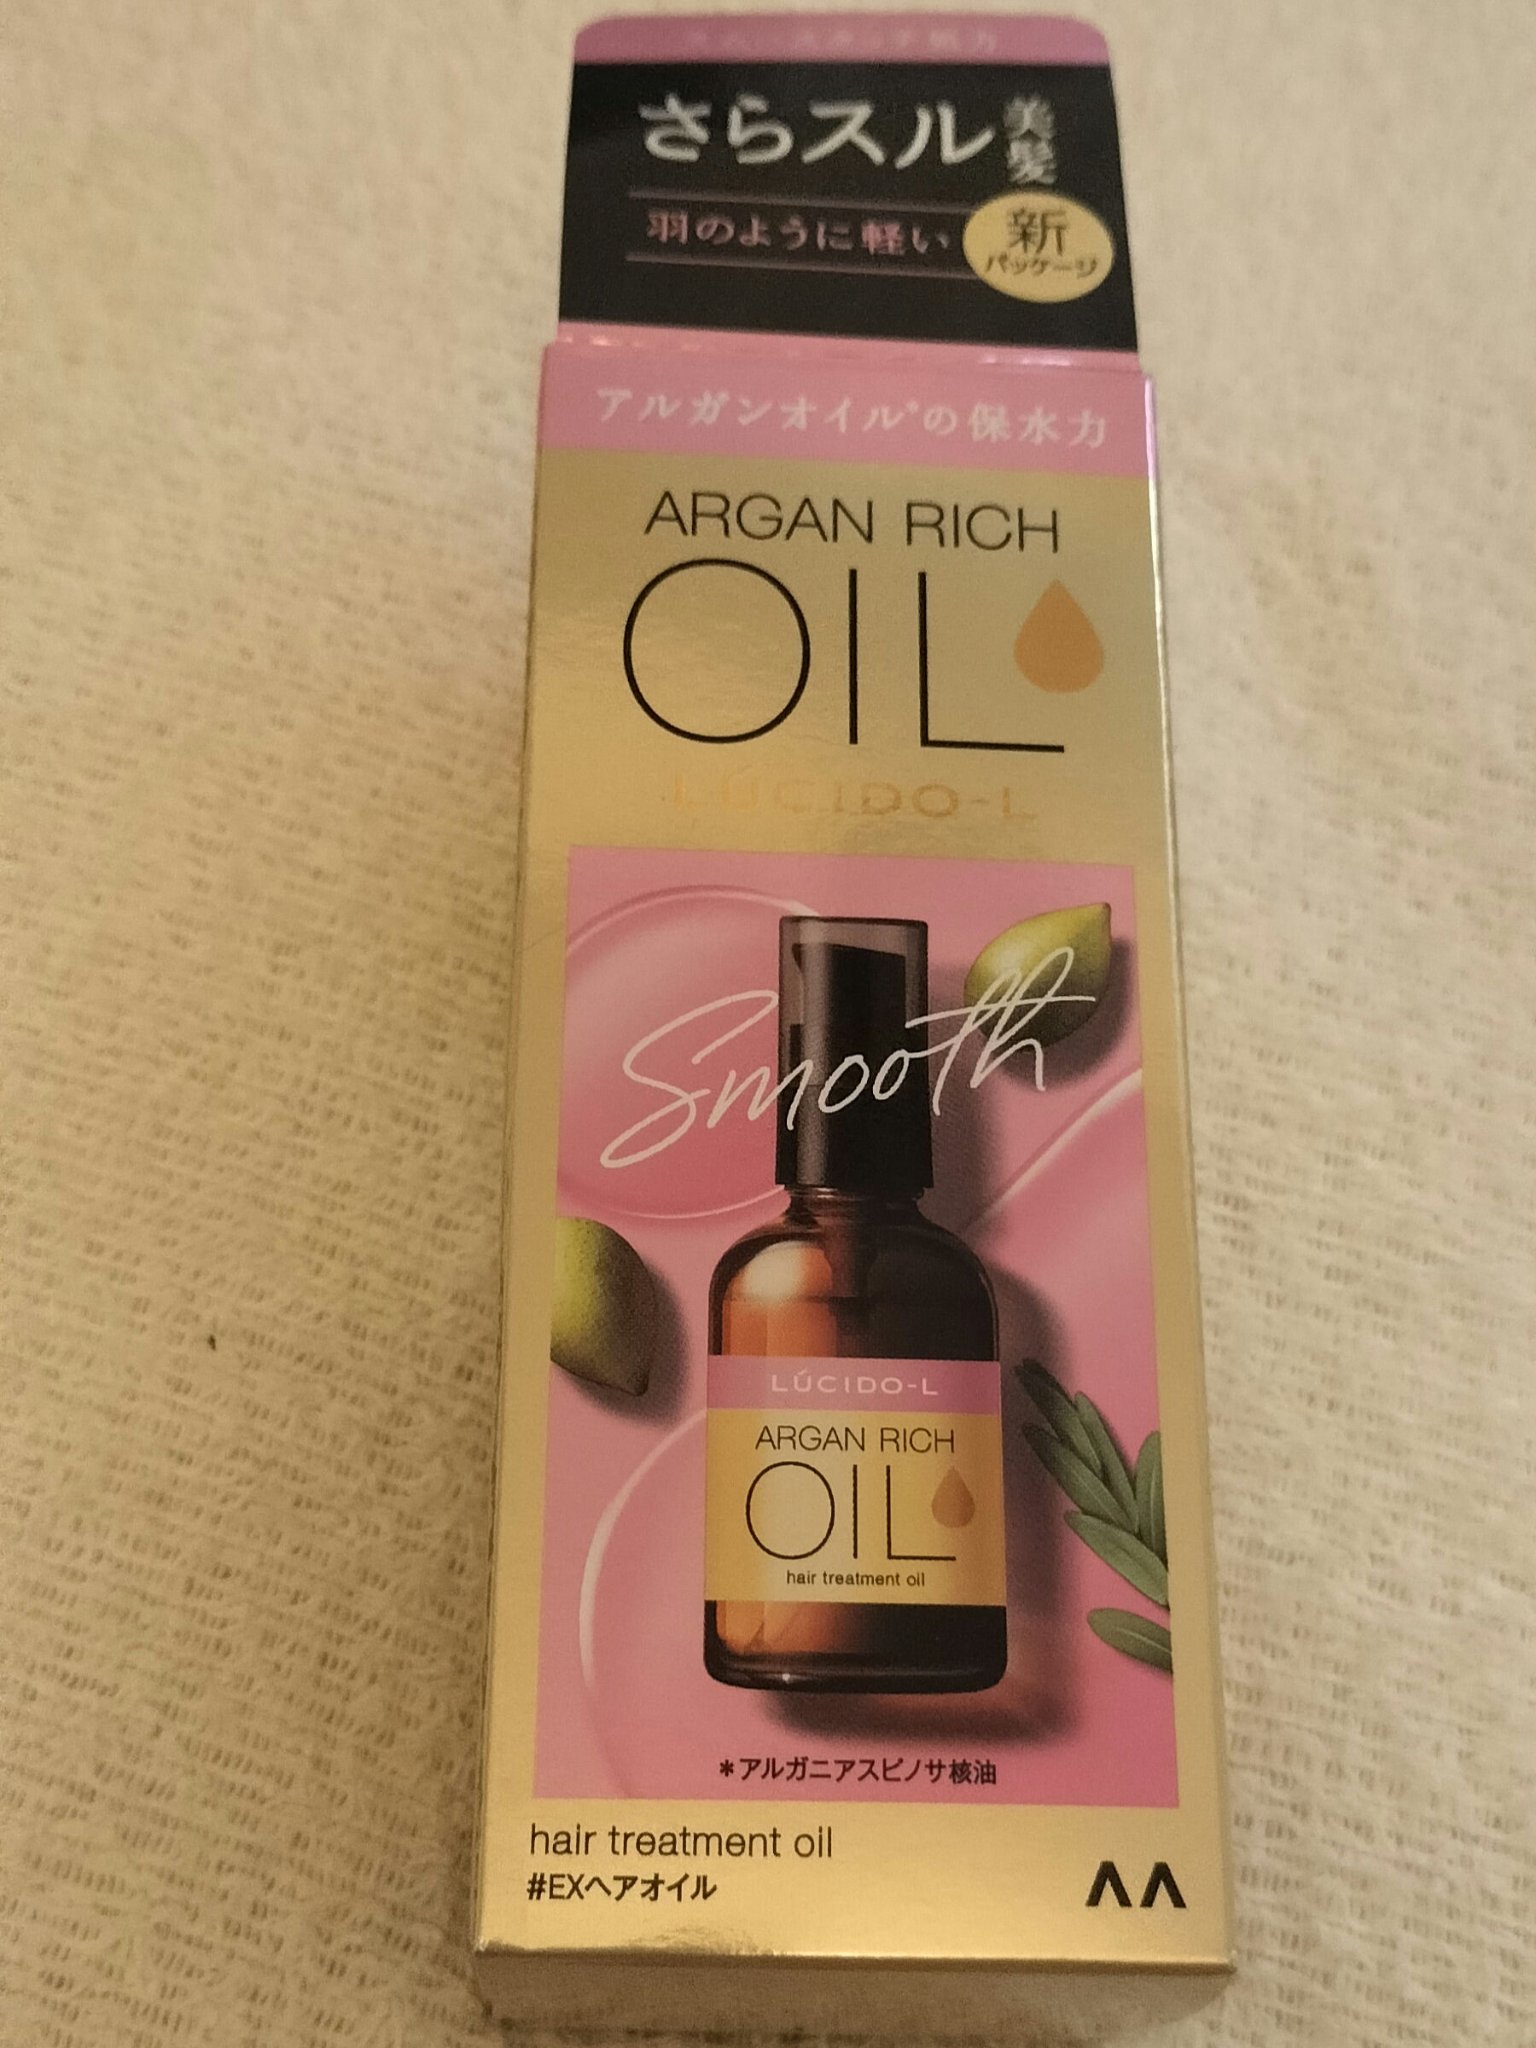 さらスル美髪
羽のように軽い
新
パッケージ
アルガンオイル*の保水力
ARGAN RICH
OIL
LÚCIDO-L
Smooth
LÚCIDO-L
ARGAN RICH
OIL
hair treatment oil
*アルガニアスピノサ核油
hair treatment oil
#EXヘアオイル